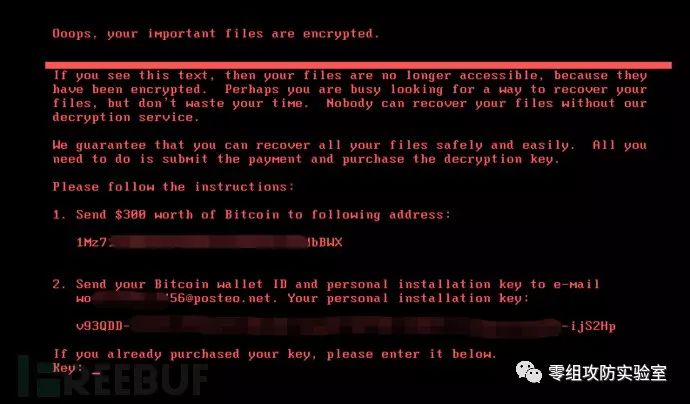 Ooops, your important files are encrypted.
If you see this text, then your files are no longer accessible, because they
have been encrypted.  Perhaps you are busy looking for a way to recover your
files, but don't waste your time.  Nobody can recover your files without our
decryption service.
We guarantee that you can recover all your files safely and easily.  All you
need to do is submit the payment and purchase the decryption key.
Please follow the instructions:
1. Send $300 worth of Bitcoin to following address:
1Mz7 bBWX
2. Send your Bitcoin wallet ID and personal installation key to e-mail
wo 56@posteo.net. Your personal installation key:
v93QDD- -ijS2Hp
If you already purchased your key, please enter it below.
Key: _
REEBUF
零组攻防实验室